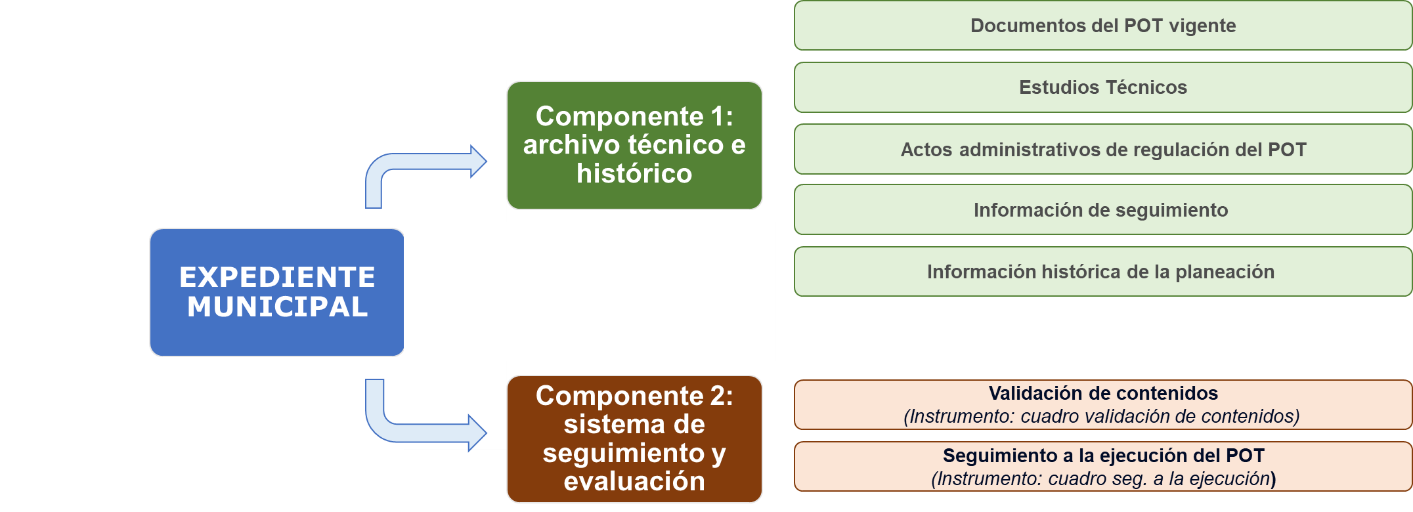 EXPEDIENTE
MUNICIPAL
Componente 1:
archivo técnico e
histórico
Documentos del POT vigente
Estudios Técnicos
Actos administrativos de regulación del POT
Información de seguimiento
Información histórica de la planeación
Componente 2:
sistema de
seguimiento y
evaluación
Validación de contenidos
(Instrumento: cuadro validación de contenidos)
Seguimiento a la ejecución del POT
(Instrumento: cuadro seg. a la ejecución)